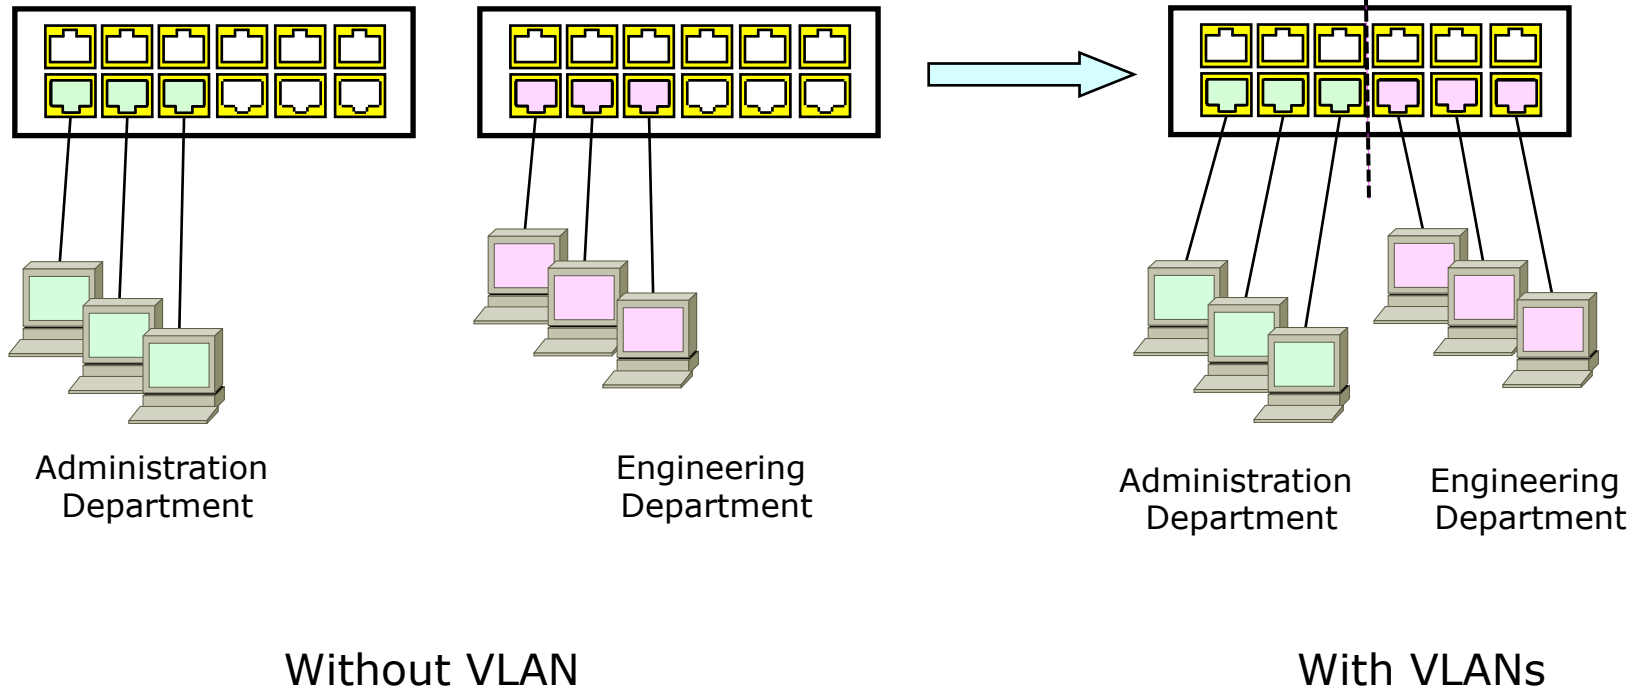 Administration
Department
Engineering
Department
Administration
Department
Engineering
Department
Without VLAN
With VLANs